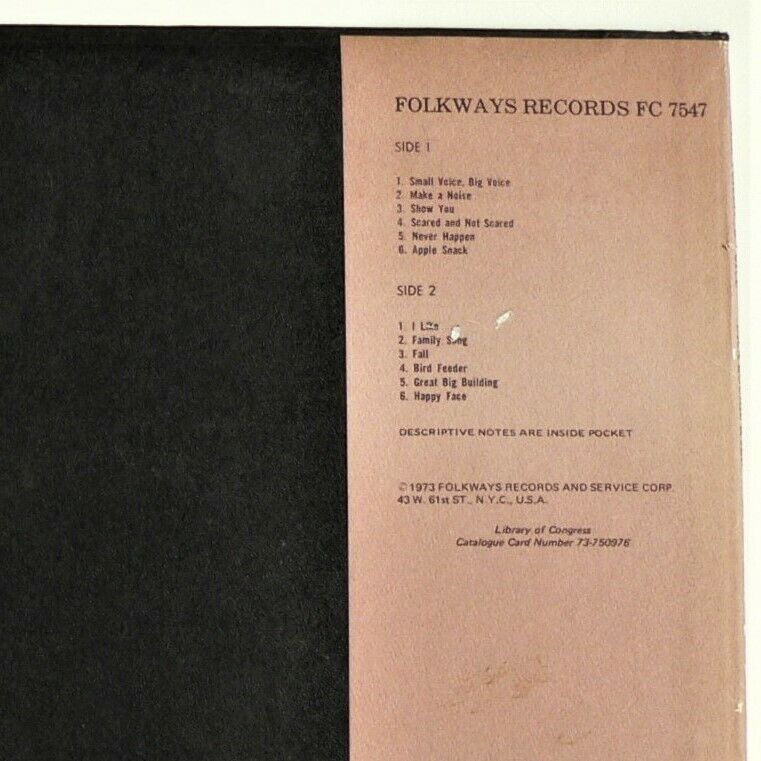 FOLKWAYS RECORDS FC 7547
SIDE 1
1. Small Voice, Big Voice
2. Make a Noise
3. Show You
4. Scared and Not Scared
5. Never Happen
6. Apple Snack
SIDE 2
1. I Like
2. Family Song
3. Fall
4. Bird Feeder
5. Great Big Building
6. Happy Face
DESCRIPTIVE NOTES ARE INSIDE POCKET
©1973 FOLKWAYS RECORDS AND SERVICE CORP.
43 W. 61st ST., N.Y.C., U.S.A.
Library of Congress
Catalogue Card Number 73-750976